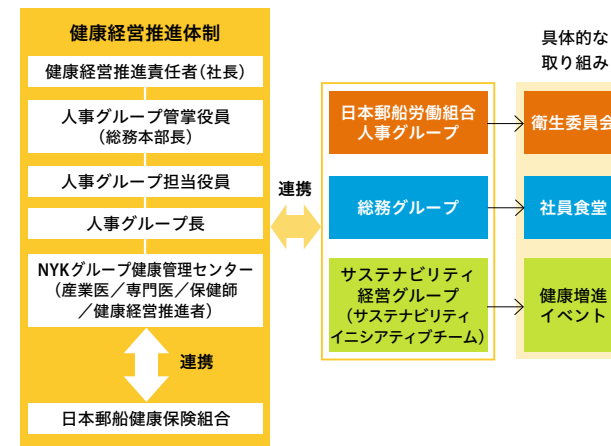 健康経営推進体制
健康経営推進責任者(社長)
人事グループ管掌役員
(総務本部長)
人事グループ担当役員
人事グループ長
NYKグループ健康管理センター
(産業医／専門医／保健師
／健康経営推進者)
連携
日本郵船健康保険組合
連携
日本郵船労働組合
人事グループ
総務グループ
サステナビリティ
経営グループ
(サステナビリティ
イニシアティブチーム)
具体的な
取り組み
衛生委員会
社員食堂
健康増進
イベント